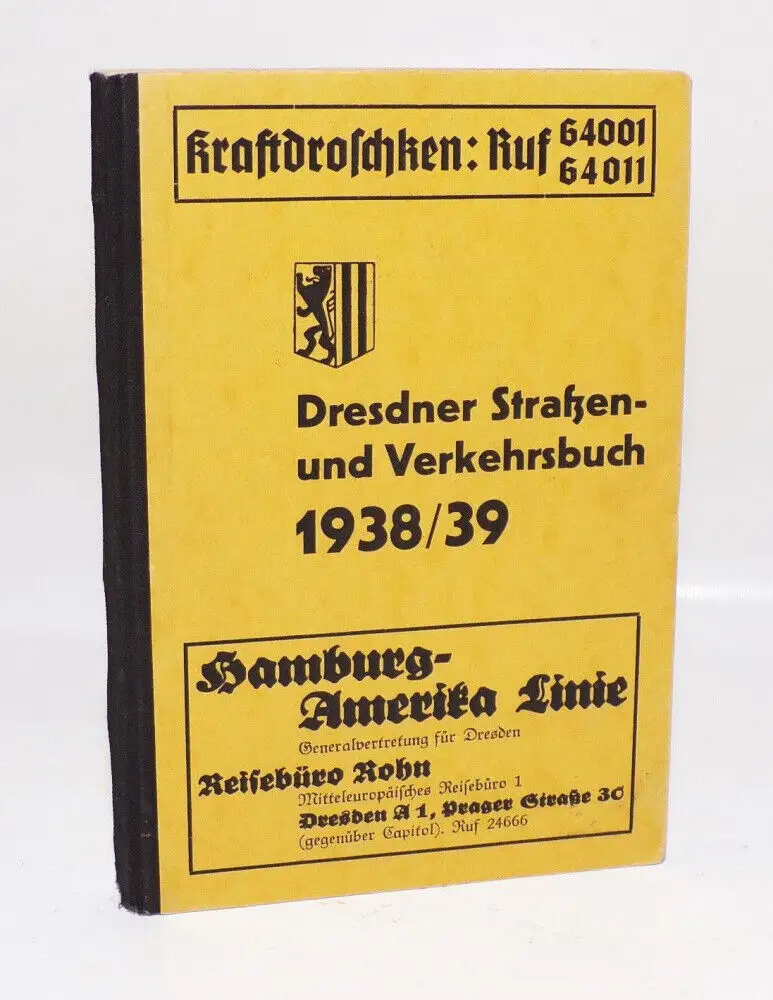 Kraftdroschken: Ruf 64001
64011
Dresdner Straßen-
und Verkehrsbuch
1938/39
Hamburg-
Amerika Linie
Generalvertretung für Dresden
Reisebüro Rohn
Mitteleuropäisches Reisebüro 1
Dresden A 1, Prager Straße 30
(gegenüber Capitol). Ruf 24666